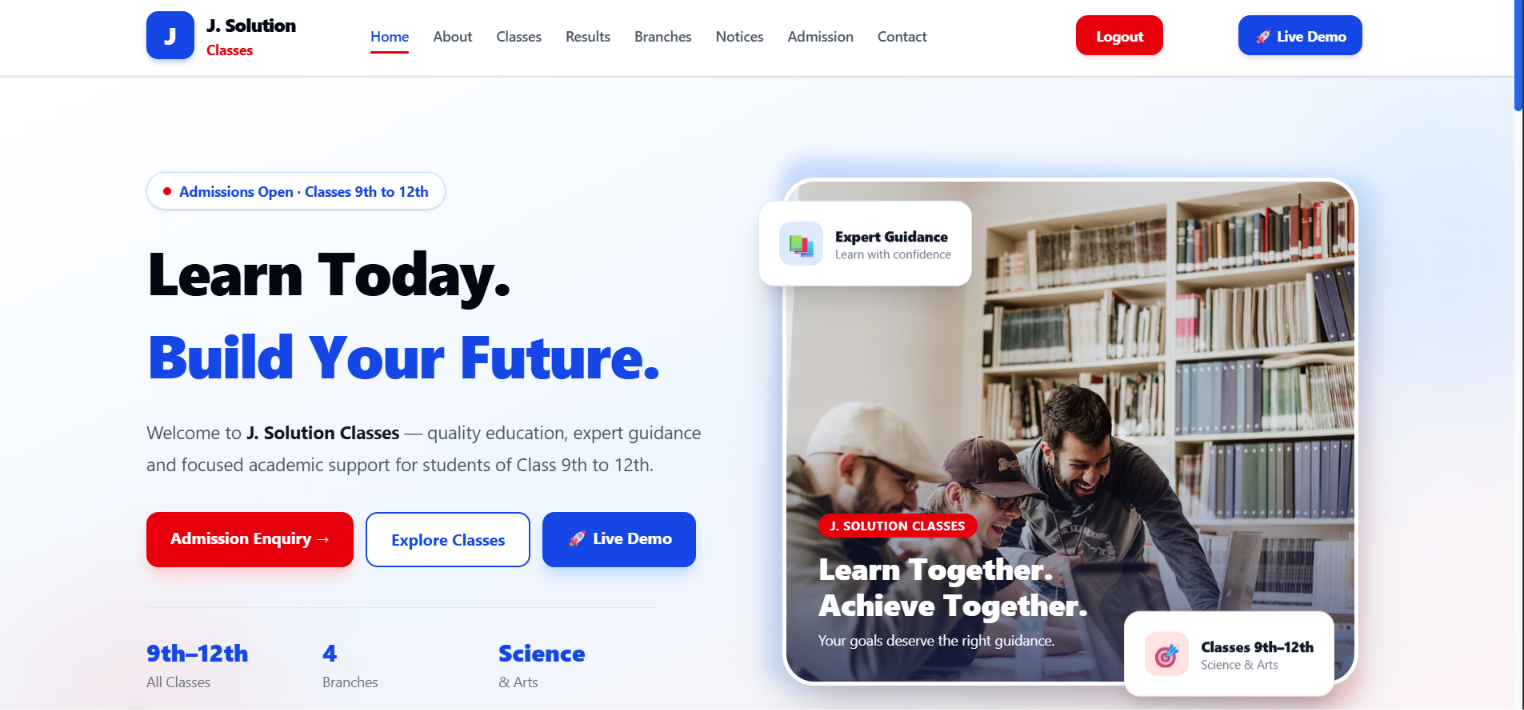 J
J. Solution
Classes
Home
About
Classes
Results
Branches
Notices
Admission
Contact
Logout
🚀 Live Demo
Admissions Open · Classes 9th to 12th
Learn Today.
Build Your Future.
Welcome to J. Solution Classes — quality education, expert guidance
and focused academic support for students of Class 9th to 12th.
Admission Enquiry →
Explore Classes
🚀 Live Demo
9th–12th
All Classes
4
Branches
Science
& Arts
Expert Guidance
Learn with confidence
J. SOLUTION CLASSES
Learn Together.
Achieve Together.
Your goals deserve the right guidance.
Classes 9th–12th
Science & Arts